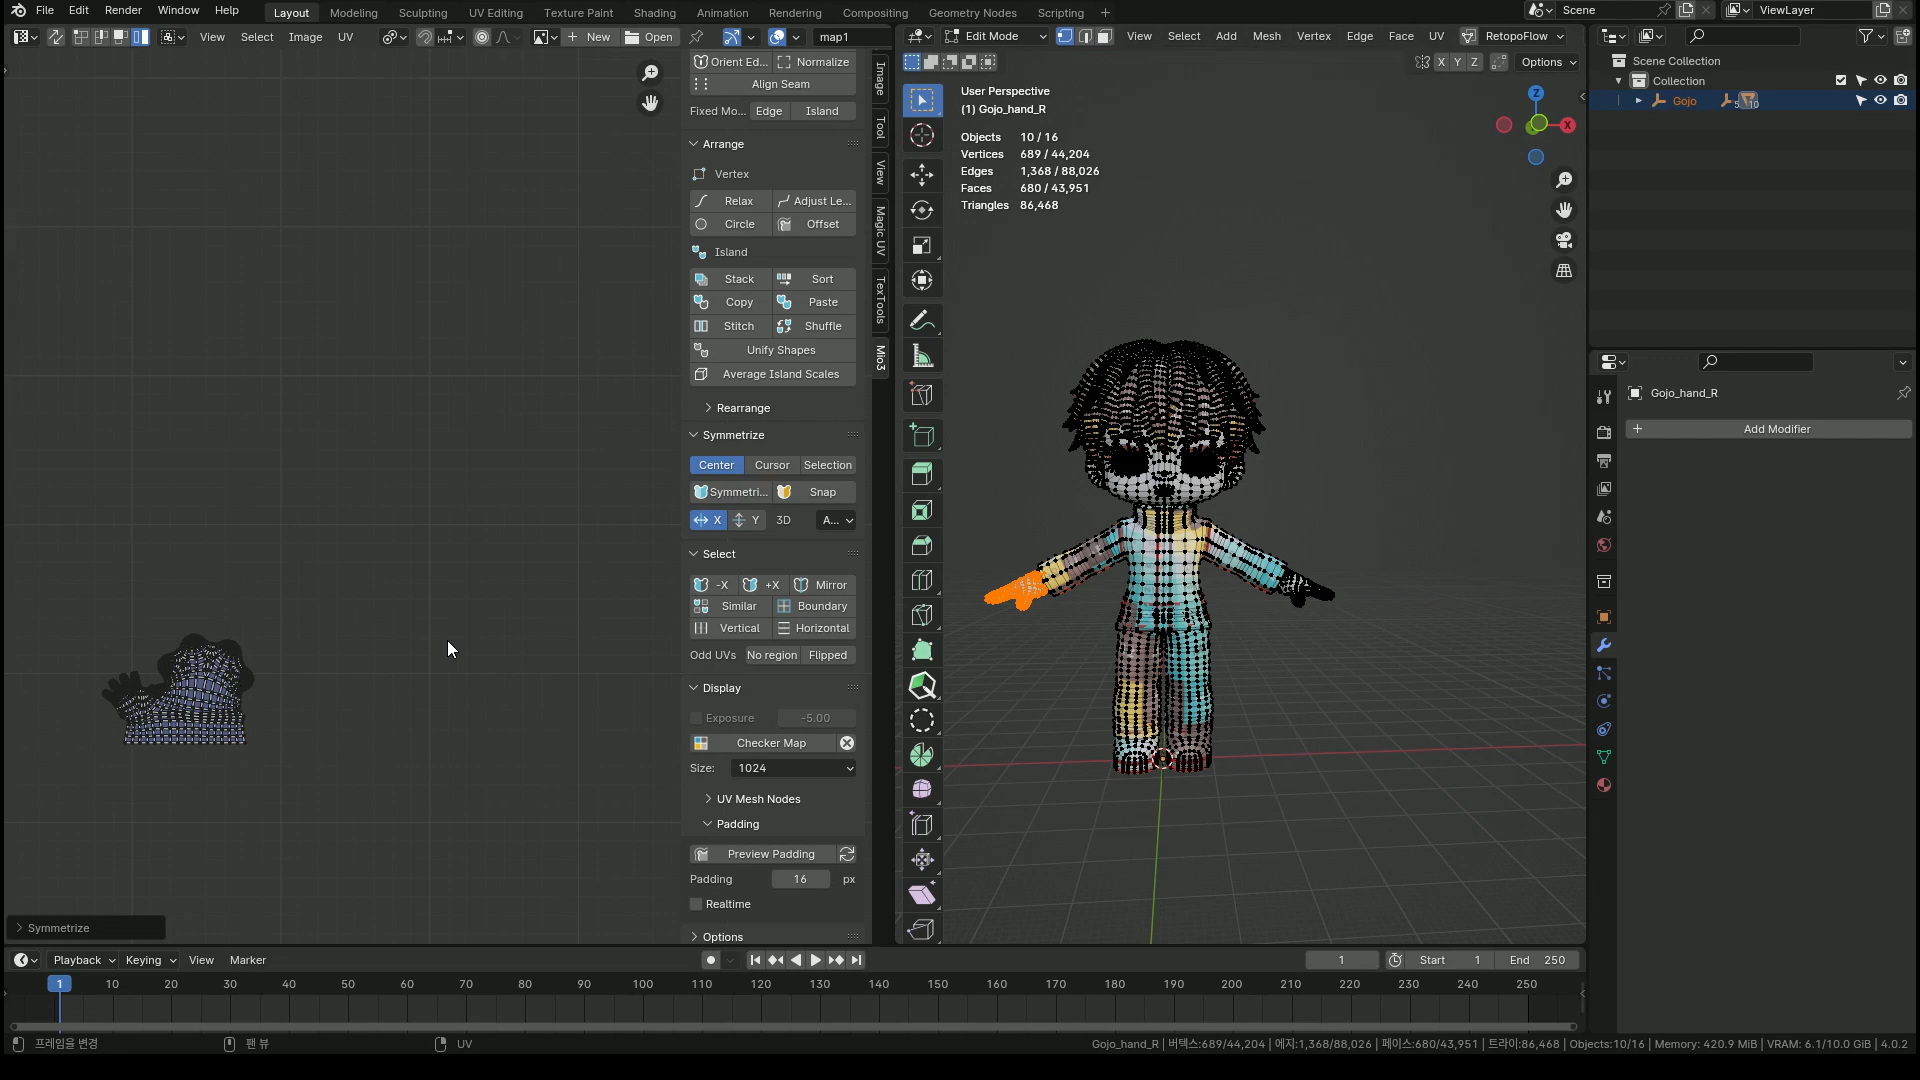 File Edit Render Window Help Layout Modeling Sculpting UV Editing Texture Paint Shading Animation Rendering Compositing Geometry Nodes Scripting + Scene ViewLayer
View Select Image UV New Open map1
Edit Mode View Select Add Mesh Vertex Edge Face UV RetopoFlow
X Y Z Options
Orient Ed... Normalize
Align Seam
Fixed Mo... Edge Island
Arrange
Vertex
Relax Adjust Le...
Circle Offset
Island
Stack Sort
Copy Paste
Stitch Shuffle
Unify Shapes
Average Island Scales
Rearrange
Symmetrize
Center Cursor Selection
Symmetri... Snap
X Y 3D A...
Select
-X +X Mirror
Similar Boundary
Vertical Horizontal
Odd UVs No region Flipped
Display
Exposure -5.00
Checker Map
Size: 1024
UV Mesh Nodes
Padding
Preview Padding
Padding 16 px
Realtime
Options
Image
Tool
View
Magic UV
TexTools
Mio3
Symmetrize
User Perspective
(1) Gojo_hand_R
Objects 10 / 16
Vertices 689 / 44,204
Edges 1,368 / 88,026
Faces 680 / 43,951
Triangles 86,468
Z
X
Scene Collection
Collection
Gojo 5 10
Gojo_hand_R
Add Modifier
Playback Keying View Marker 1 Start 1 End 250
1 10 20 30 40 50 60 70 80 90 100 110 120 130 140 150 160 170 180 190 200 210 220 230 240 250
프레임을 변경 팬 뷰 UV Gojo_hand_R | 버텍스:689/44,204 | 에지:1,368/88,026 | 페이스:680/43,951 | 트라이:86,468 | Objects:10/16 | Memory: 420.9 MiB | VRAM: 6.1/10.0 GiB | 4.0.2